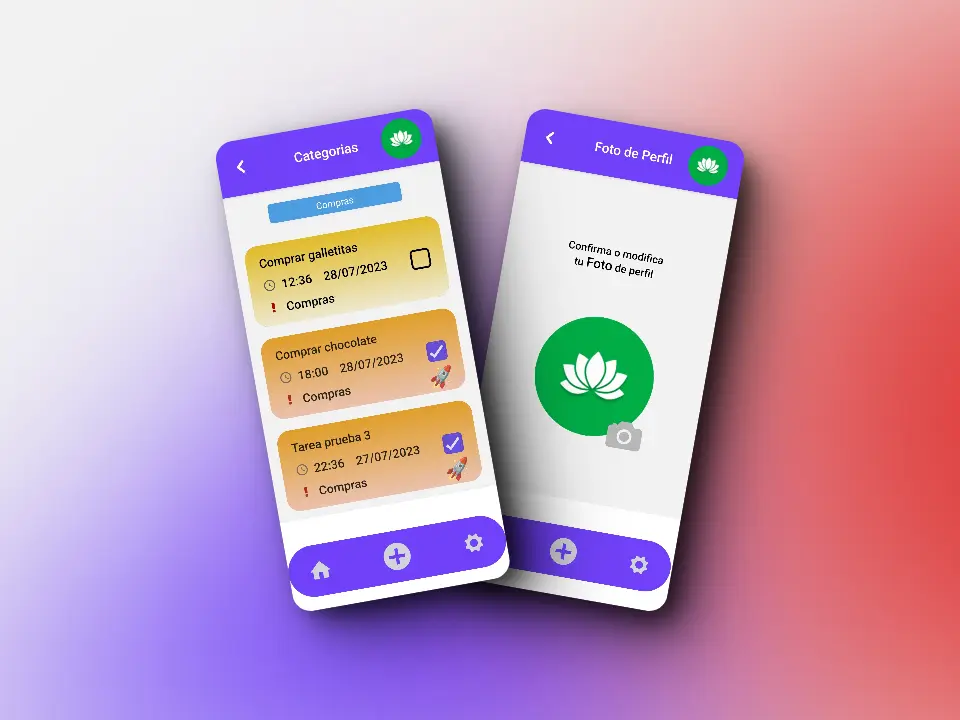 Categorias
Compras
Comprar galletitas
12:36 28/07/2023
Compras
Comprar chocolate
18:00 28/07/2023
Compras
Tarea prueba 3
22:36 27/07/2023
Compras
Foto de Perfil
Confirma o modifica
tu Foto de perfil